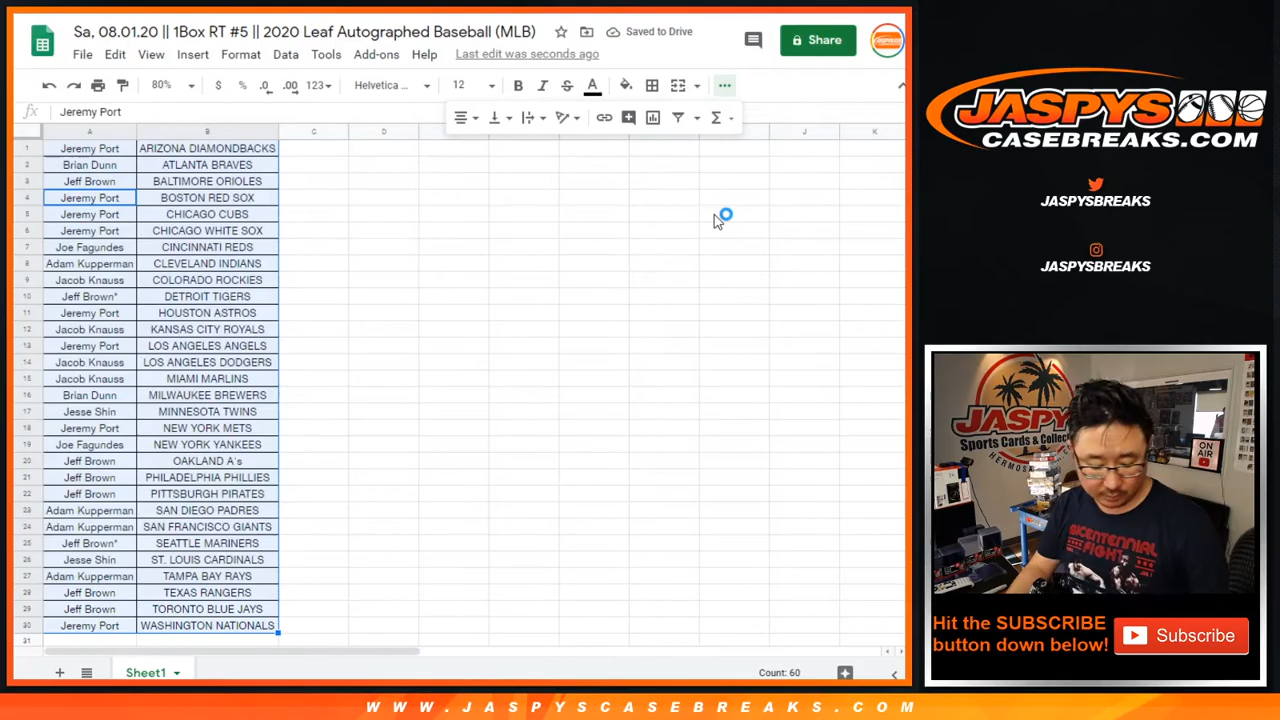 Sa, 08.01.20 || 1Box RT #5 || 2020 Leaf Autographed Baseball (MLB)
Saved to Drive
Share
File Edit View Insert Format Data Tools Add-ons Help Last edit was seconds ago
80% $ % .0 .00 123 Helvetica ... 12 B I S A
fx Jeremy Port
A B C D E J K
1 Jeremy Port ARIZONA DIAMONDBACKS
2 Brian Dunn ATLANTA BRAVES
3 Jeff Brown BALTIMORE ORIOLES
4 Jeremy Port BOSTON RED SOX
5 Jeremy Port CHICAGO CUBS
6 Jeremy Port CHICAGO WHITE SOX
7 Joe Fagundes CINCINNATI REDS
8 Adam Kupperman CLEVELAND INDIANS
9 Jacob Knauss COLORADO ROCKIES
10 Jeff Brown* DETROIT TIGERS
11 Jeremy Port HOUSTON ASTROS
12 Jacob Knauss KANSAS CITY ROYALS
13 Jeremy Port LOS ANGELES ANGELS
14 Jacob Knauss LOS ANGELES DODGERS
15 Jacob Knauss MIAMI MARLINS
16 Brian Dunn MILWAUKEE BREWERS
17 Jesse Shin MINNESOTA TWINS
18 Jeremy Port NEW YORK METS
19 Joe Fagundes NEW YORK YANKEES
20 Jeff Brown OAKLAND A's
21 Jeff Brown PHILADELPHIA PHILLIES
22 Jeff Brown PITTSBURGH PIRATES
23 Adam Kupperman SAN DIEGO PADRES
24 Adam Kupperman SAN FRANCISCO GIANTS
25 Jeff Brown* SEATTLE MARINERS
26 Jesse Shin ST. LOUIS CARDINALS
27 Adam Kupperman TAMPA BAY RAYS
28 Jeff Brown TEXAS RANGERS
29 Jeff Brown TORONTO BLUE JAYS
30 Jeremy Port WASHINGTON NATIONALS
31
Sheet1
Count: 60
JASPYS
CASEBREAKS.COM
JASPYSBREAKS
JASPYSBREAKS
JASPYS
Sports Cards & Collec
HERMOS
ON AIR
BICENTENNIAL
FIGHT
Hit the SUBSCRIBE
button down below!
Subscribe
WWW.JASPYSCASEBREAKS.COM